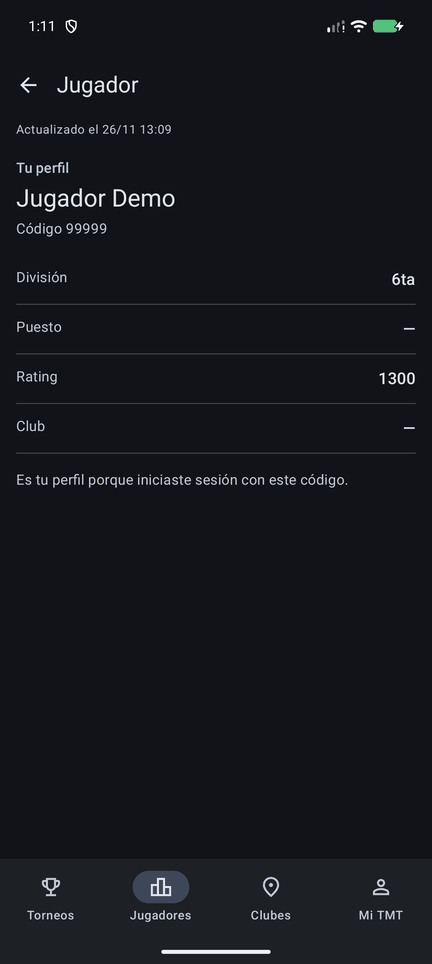 1:11
Jugador
Actualizado el 26/11 13:09
Tu perfil
Jugador Demo
Código 99999
División 6ta
Puesto —
Rating 1300
Club —
Es tu perfil porque iniciaste sesión con este código.
Torneos Jugadores Clubes Mi TMT